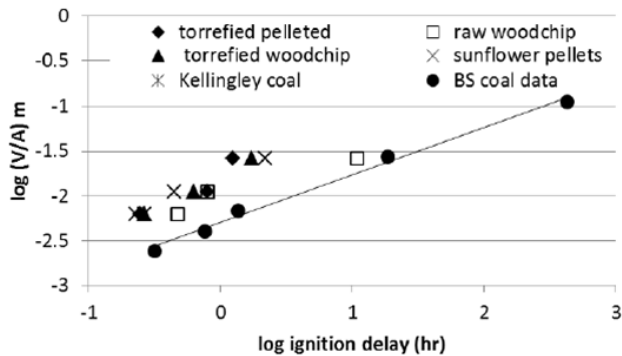 0
-0.5
-1
-1.5
-2
-2.5
-3
log (V/A) m
torrefied pelleted
raw woodchip
torrefied woodchip
sunflower pellets
Kellingley coal
BS coal data
-1 0 1 2 3
log ignition delay (hr)